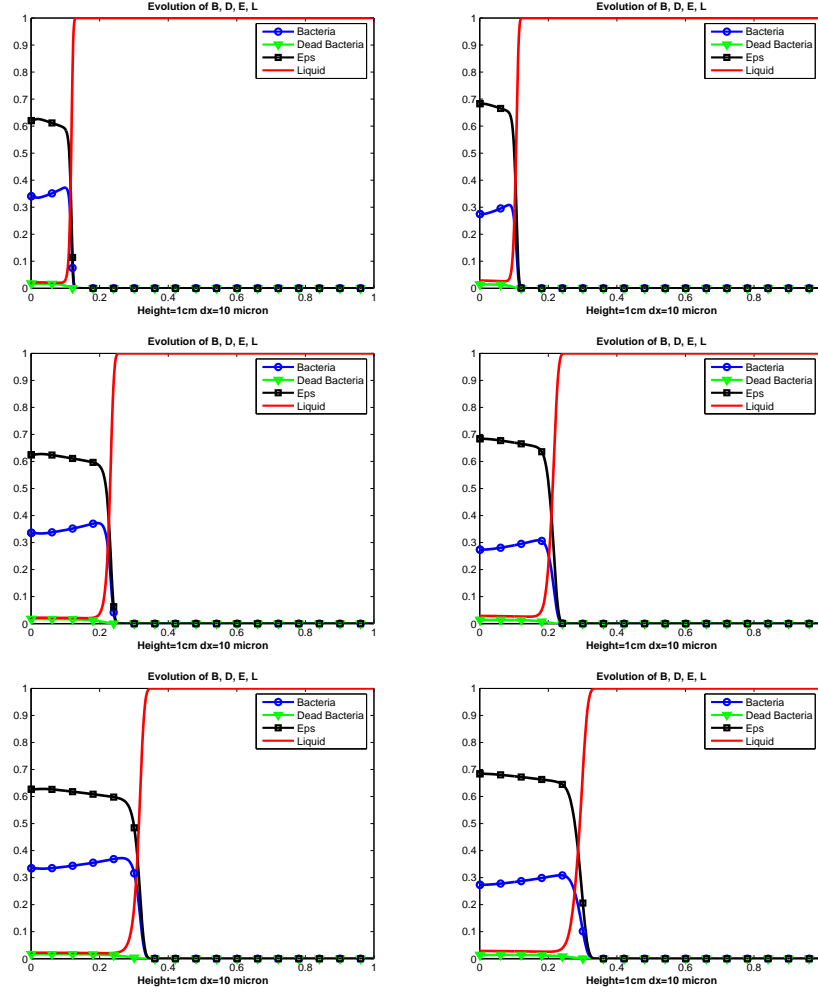 Evolution of B, D, E, L
1
0.9
0.8
0.7
0.6
0.5
0.4
0.3
0.2
0.1
0
0 0.2 0.4 0.6 0.8 1
Height=1cm dx=10 micron
Bacteria
Dead Bacteria
Eps
Liquid
Evolution of B, D, E, L
1
0.9
0.8
0.7
0.6
0.5
0.4
0.3
0.2
0.1
0
0 0.2 0.4 0.6 0.8
Height=1cm dx=10 micron
Bacteria
Dead Bacteria
Eps
Liquid
Evolution of B, D, E, L
1
0.9
0.8
0.7
0.6
0.5
0.4
0.3
0.2
0.1
0
0 0.2 0.4 0.6 0.8 1
Height=1cm dx=10 micron
Bacteria
Dead Bacteria
Eps
Liquid
Evolution of B, D, E, L
1
0.9
0.8
0.7
0.6
0.5
0.4
0.3
0.2
0.1
0
0 0.2 0.4 0.6 0.8
Height=1cm dx=10 micron
Bacteria
Dead Bacteria
Eps
Liquid
Evolution of B, D, E, L
1
0.9
0.8
0.7
0.6
0.5
0.4
0.3
0.2
0.1
0
0 0.2 0.4 0.6 0.8 1
Height=1cm dx=10 micron
Bacteria
Dead Bacteria
Eps
Liquid
Evolution of B, D, E, L
1
0.9
0.8
0.7
0.6
0.5
0.4
0.3
0.2
0.1
0
0 0.2 0.4 0.6 0.8
Height=1cm dx=10 micron
Bacteria
Dead Bacteria
Eps
Liquid